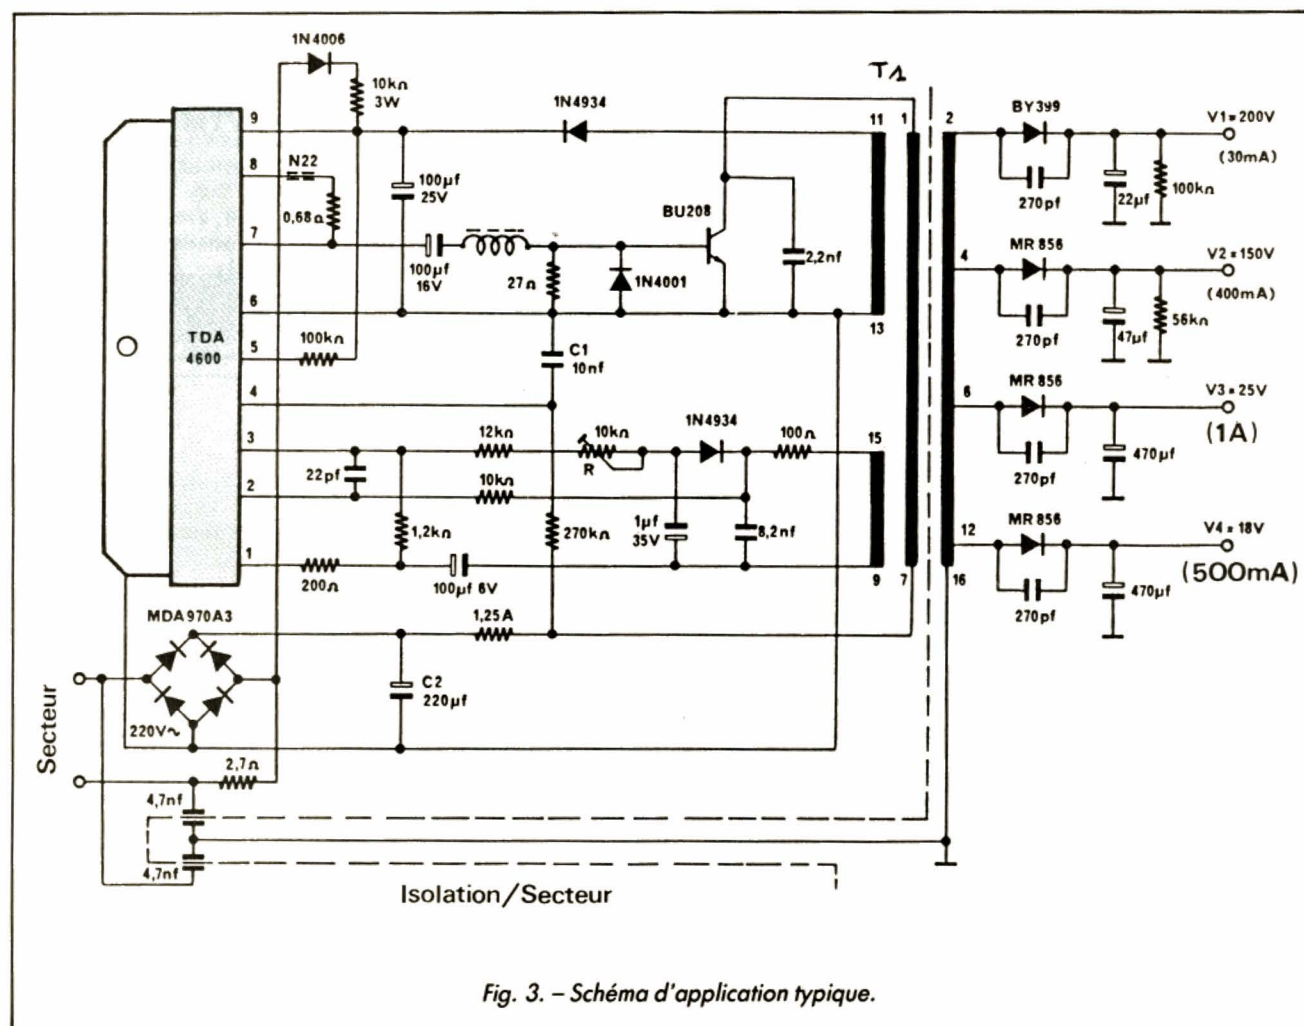 1N4006
10kΩ
3W
T1
1N4934
9
11
1
2
BY399
V1=200V
(30mA)
8
N22
0,68Ω
100µf
25V
BU208
270pf
22µf
100kΩ
7
100µf
16V
27Ω
1N4001
2,2nf
4
MR 856
V2=150V
(400mA)
6
13
270pf
47µf
56kΩ
TDA
4600
100kΩ
5
C1
10nf
4
6
MR 856
V3=25V
(1A)
3
12kΩ
10kΩ
R
1N4934
100Ω
15
270pf
470µf
22pf
2
10kΩ
1,2kΩ
270kΩ
1µf
35V
8,2nf
12
MR 856
V4=18V
(500mA)
1
200Ω
100µf 6V
9
7
16
270pf
470µf
MDA970A3
1,25A
C2
220µf
220V~
Secteur
2,7Ω
4,7nf
4,7nf
Isolation/Secteur
Fig. 3. – Schéma d'application typique.